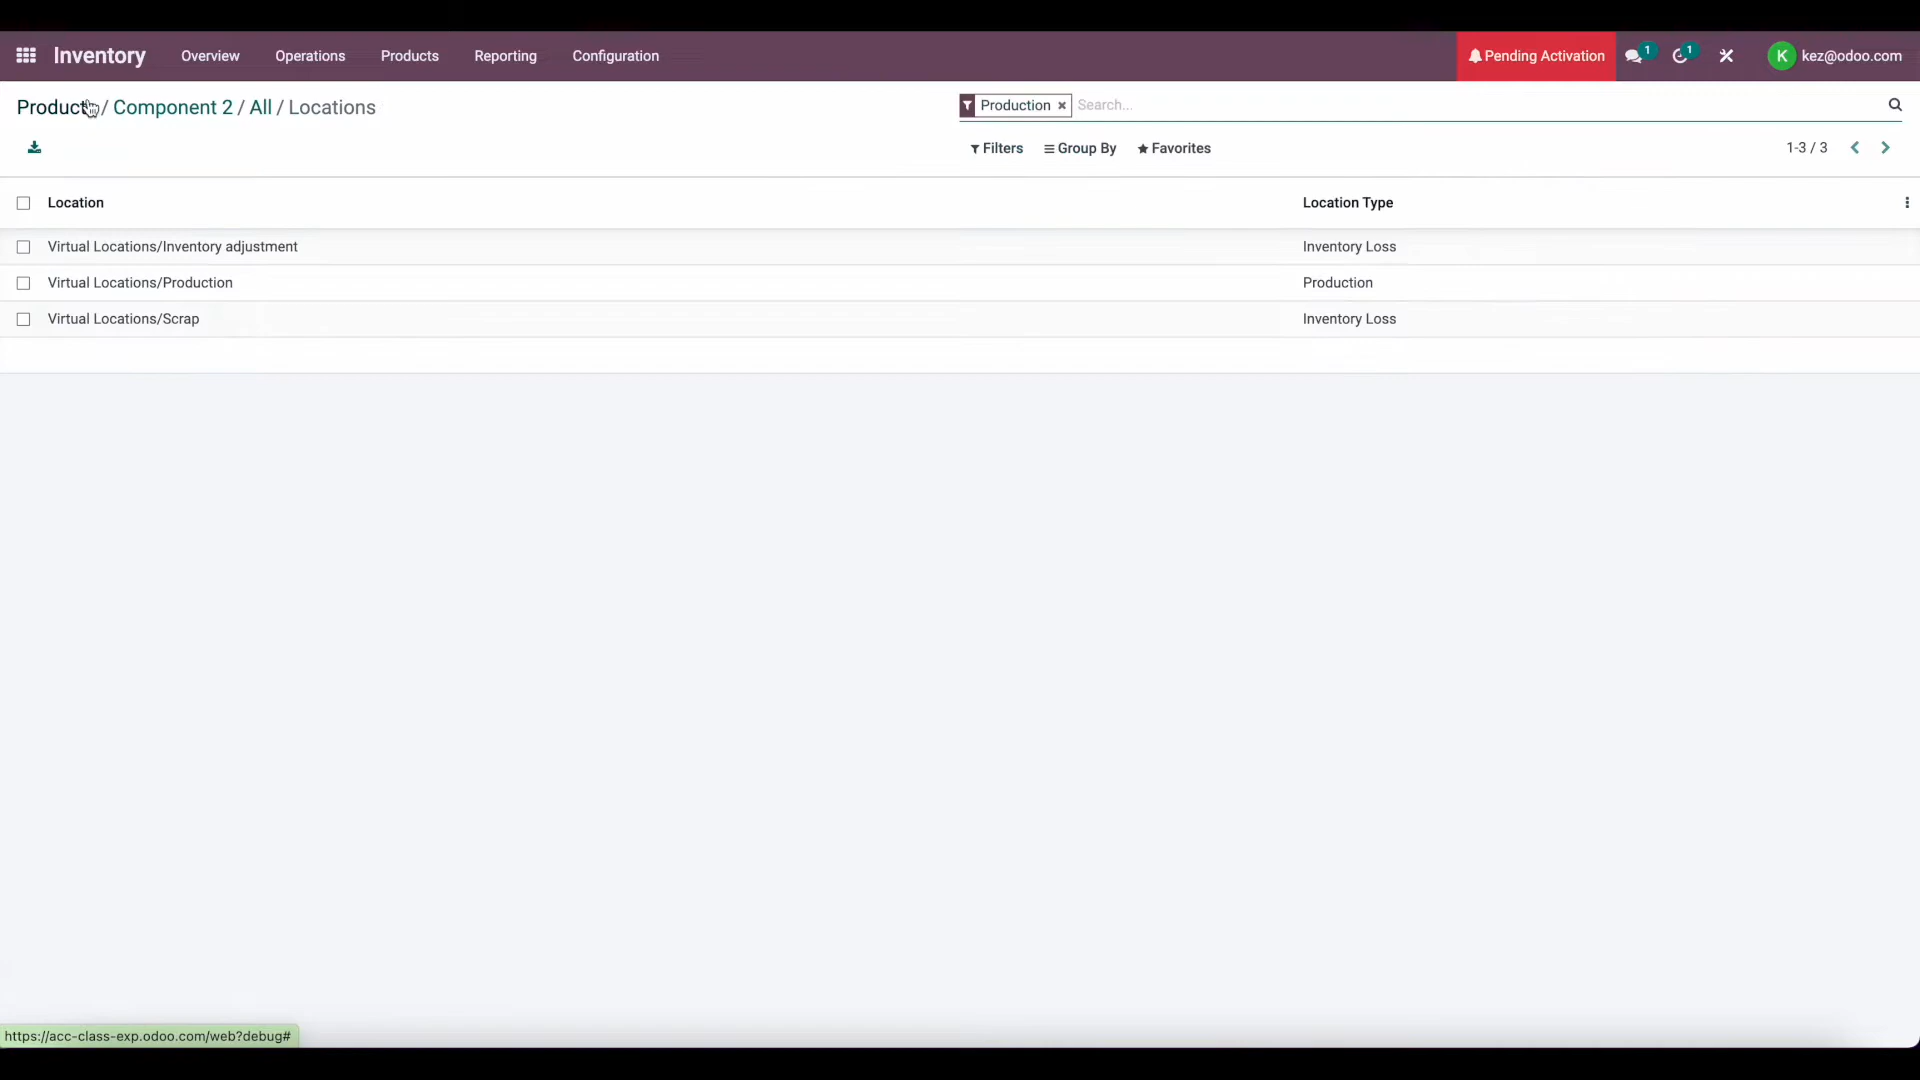 Inventory Overview Operations Products Reporting Configuration Pending Activation 1 1 K kez@odoo.com
Product / Component 2 / All / Locations Production × Search...
Filters Group By Favorites 1-3 / 3
Location Location Type
Virtual Locations/Inventory adjustment Inventory Loss
Virtual Locations/Production Production
Virtual Locations/Scrap Inventory Loss
https://acc-class-exp.odoo.com/web?debug#